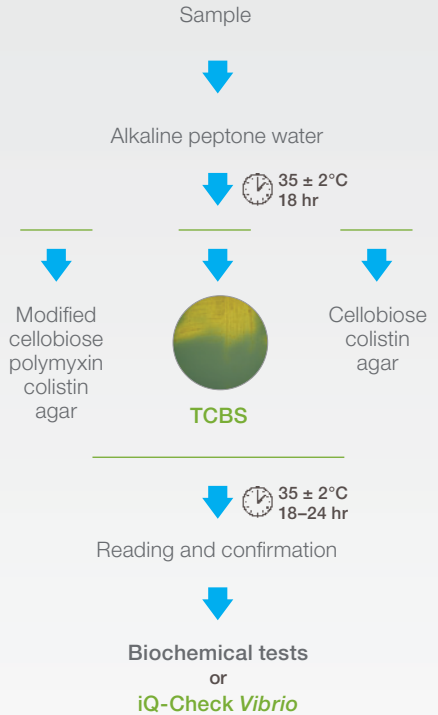 Sample
Alkaline peptone water
35 ± 2°C
18 hr
Modified
cellobiose
polymyxin
colistin
agar
TCBS
Cellobiose
colistin
agar
35 ± 2°C
18–24 hr
Reading and confirmation
Biochemical tests
or
iQ-Check Vibrio